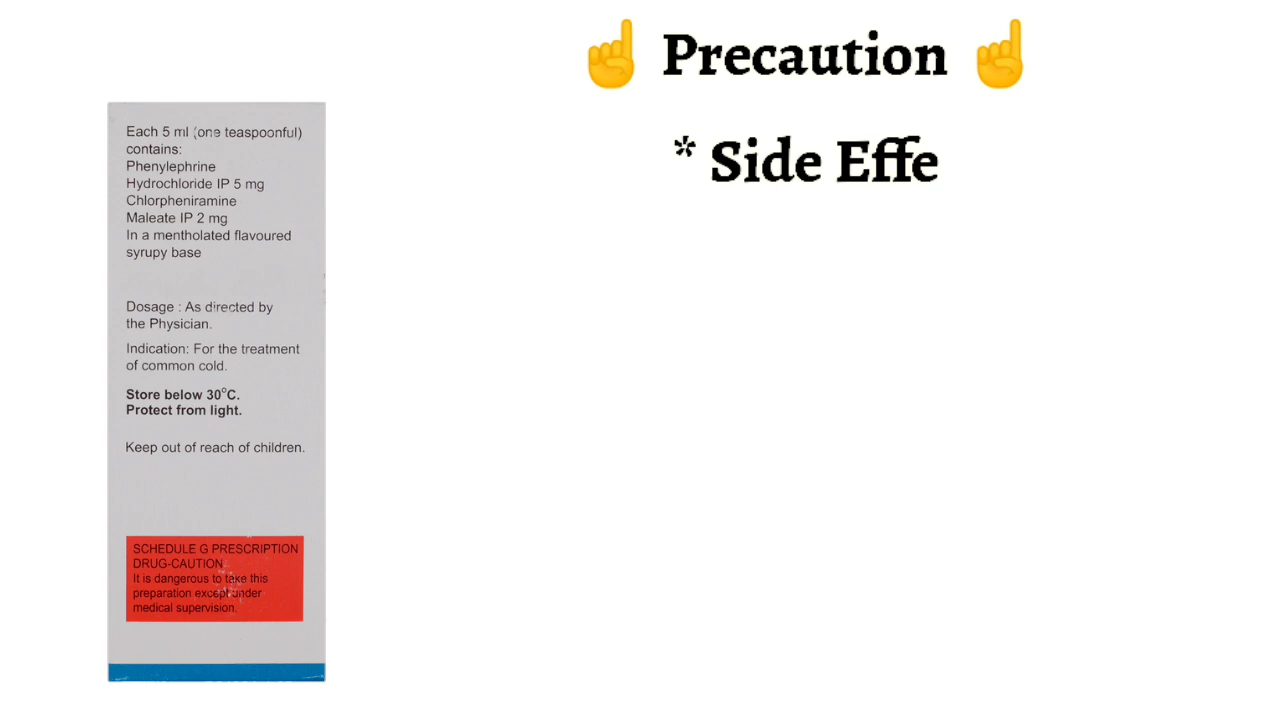 ☝ Precaution ☝
* Side Effe
Each 5 ml (one teaspoonful)
contains:
Phenylephrine
Hydrochloride IP 5 mg
Chlorpheniramine
Maleate IP 2 mg
In a mentholated flavoured
syrupy base
Dosage : As directed by
the Physician.
Indication: For the treatment
of common cold.
Store below 30°C.
Protect from light.
Keep out of reach of children.
SCHEDULE G PRESCRIPTION
DRUG-CAUTION
It is dangerous to take this
preparation except under
medical supervision.